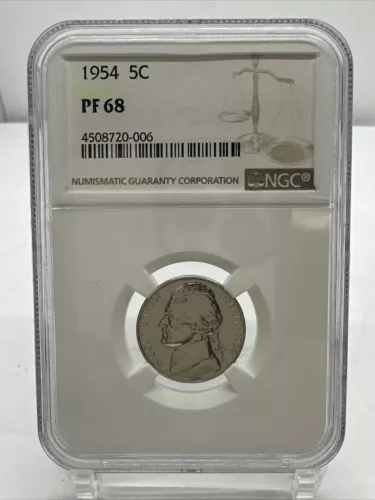 1954 5C
PF 68
4508720-006
NUMISMATIC GUARANTY CORPORATION NGC®